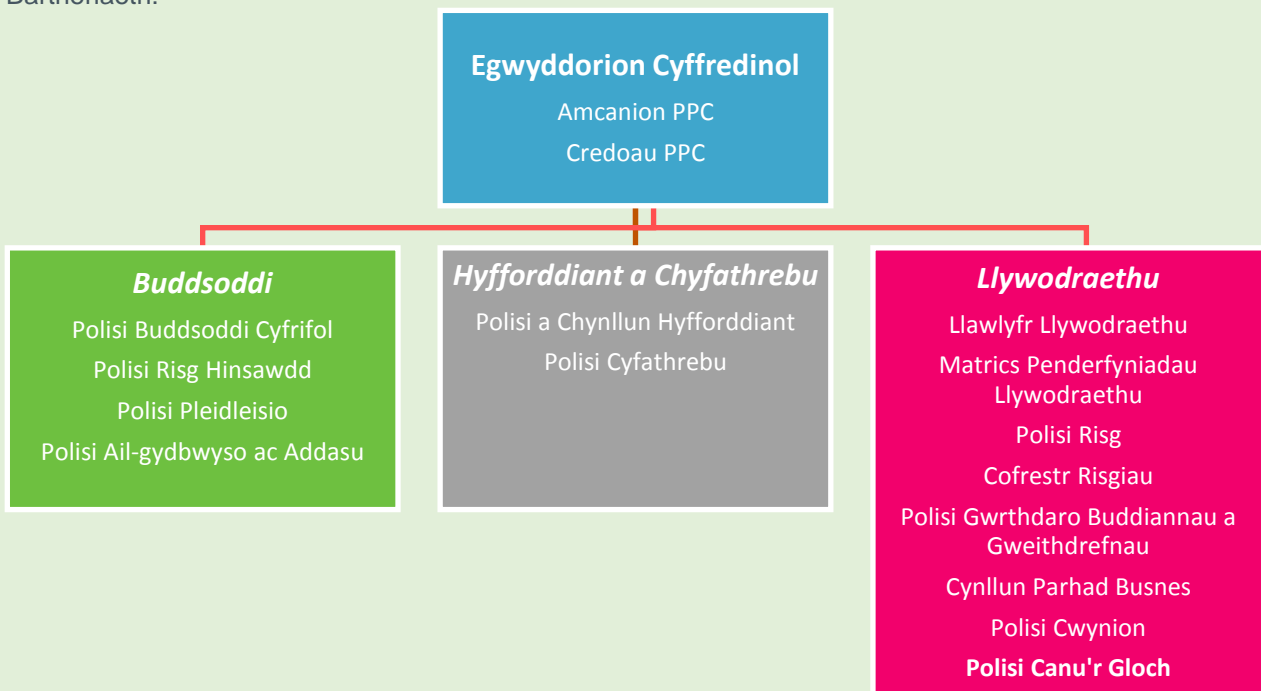 Egwyddorion Cyffredinol
Amcanion PPC
Credoau PPC
Buddsoddi
Polisi Buddsoddi Cyfrifol
Polisi Risg Hinsawdd
Polisi Pleidleisio
Polisi Ail-gydbwyso ac Addasu
Hyfforddiant a Chyfathrebu
Polisi a Chynllun Hyfforddiant
Polisi Cyfathrebu
Llywodraethu
Llawlyfr Llywodraethu
Matrics Penderfyniadau
Llywodraethu
Polisi Risg
Cofrestr Risgiau
Polisi Gwrthdaro Buddiannau a
Gweithdrefnau
Cynllun Parhad Busnes
Polisi Cwynion
Polisi Canu'r Gloch